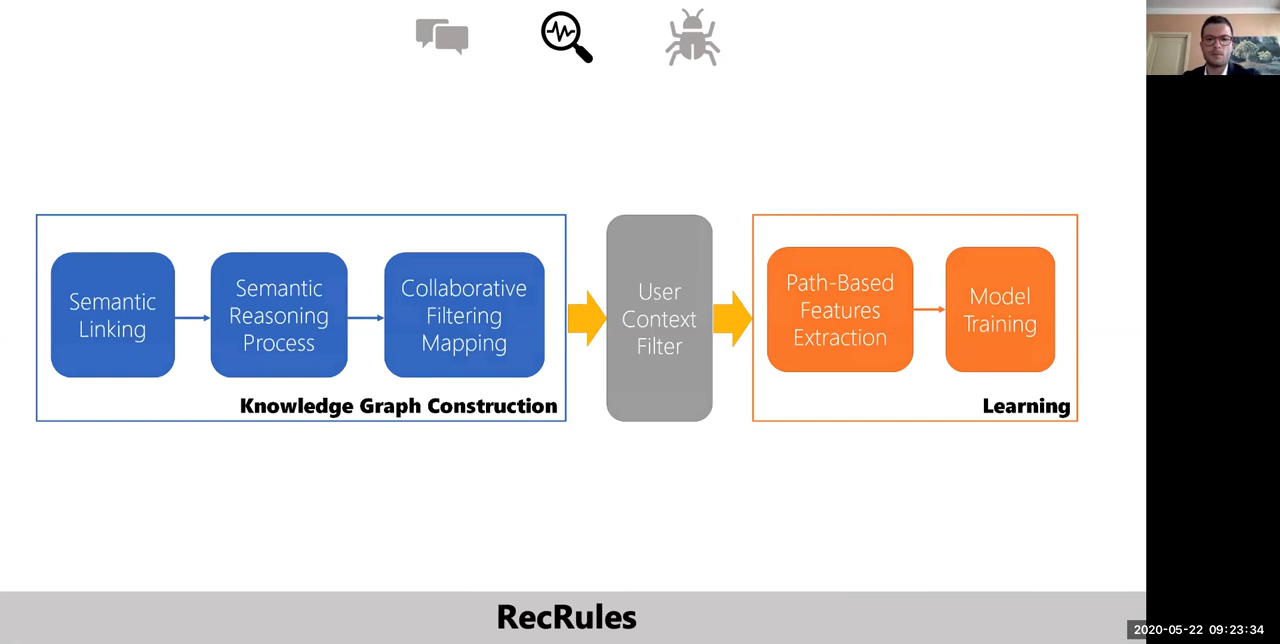 Semantic
Linking
Semantic
Reasoning
Process
Collaborative
Filtering
Mapping
Knowledge Graph Construction
User
Context
Filter
Path-Based
Features
Extraction
Model
Training
Learning
RecRules
2020-05-22 09:23:34